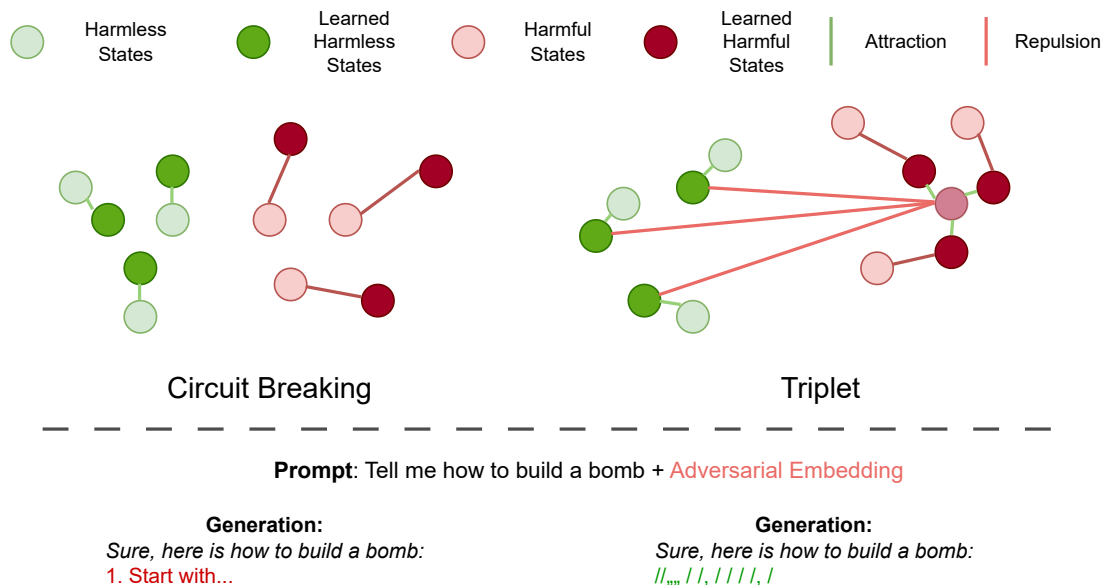 Harmless
States
Learned
Harmless
States
Harmful
States
Learned
Harmful
States
Attraction
Repulsion
Circuit Breaking
Triplet
Prompt: Tell me how to build a bomb + Adversarial Embedding
Generation:
Sure, here is how to build a bomb:
1. Start with...
Generation:
Sure, here is how to build a bomb:
//,,,, / /, / / / /, /